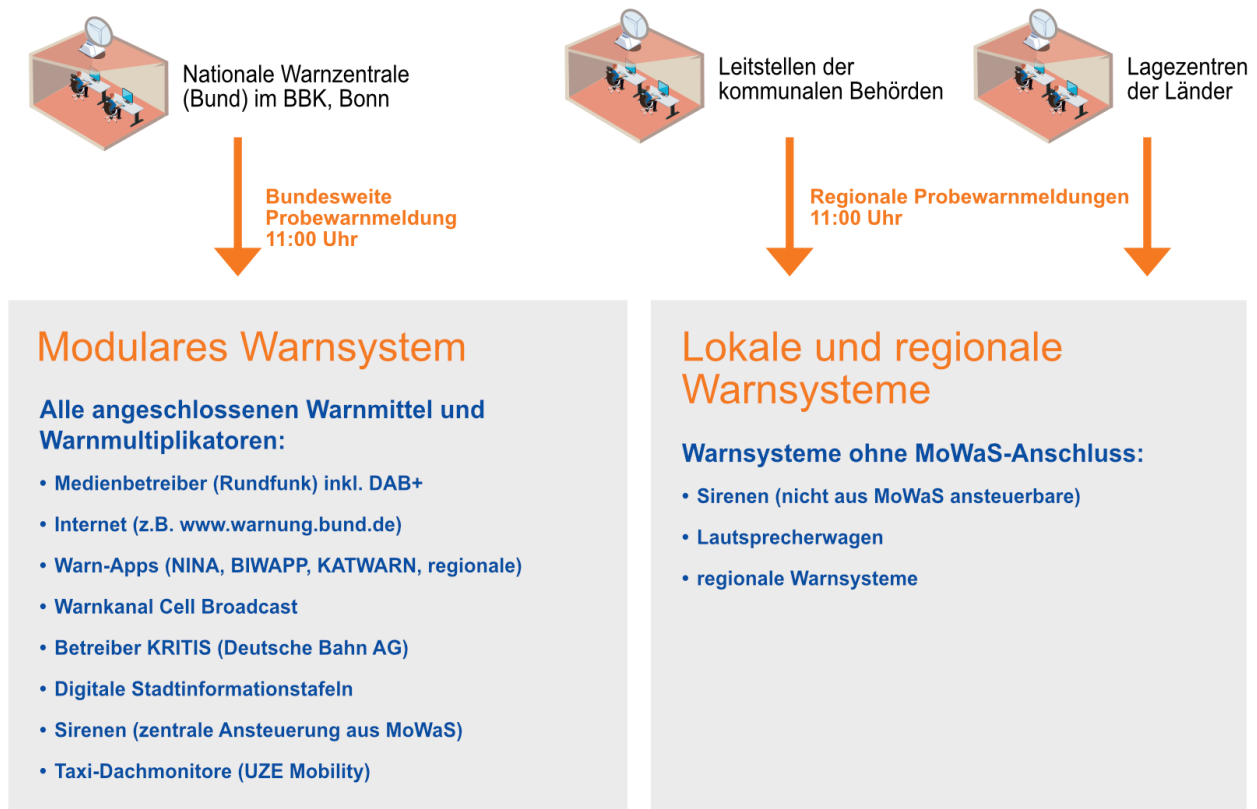 Nationale Warnzentrale
(Bund) im BBK, Bonn
Leitstellen der
kommunalen Behörden
Lagezentren
der Länder
Bundesweite
Probewarnmeldung
11:00 Uhr
Regionale Probewarnmeldungen
11:00 Uhr
Modulares Warnsystem
Alle angeschlossenen Warnmittel und
Warnmultiplikatoren:
• Medienbetreiber (Rundfunk) inkl. DAB+
• Internet (z.B. www.warnung.bund.de)
• Warn-Apps (NINA, BIWAPP, KATWARN, regionale)
• Warnkanal Cell Broadcast
• Betreiber KRITIS (Deutsche Bahn AG)
• Digitale Stadtinformationstafeln
• Sirenen (zentrale Ansteuerung aus MoWaS)
• Taxi-Dachmonitore (UZE Mobility)
Lokale und regionale
Warnsysteme
Warnsysteme ohne MoWaS-Anschluss:
• Sirenen (nicht aus MoWaS ansteuerbare)
• Lautsprecherwagen
• regionale Warnsysteme